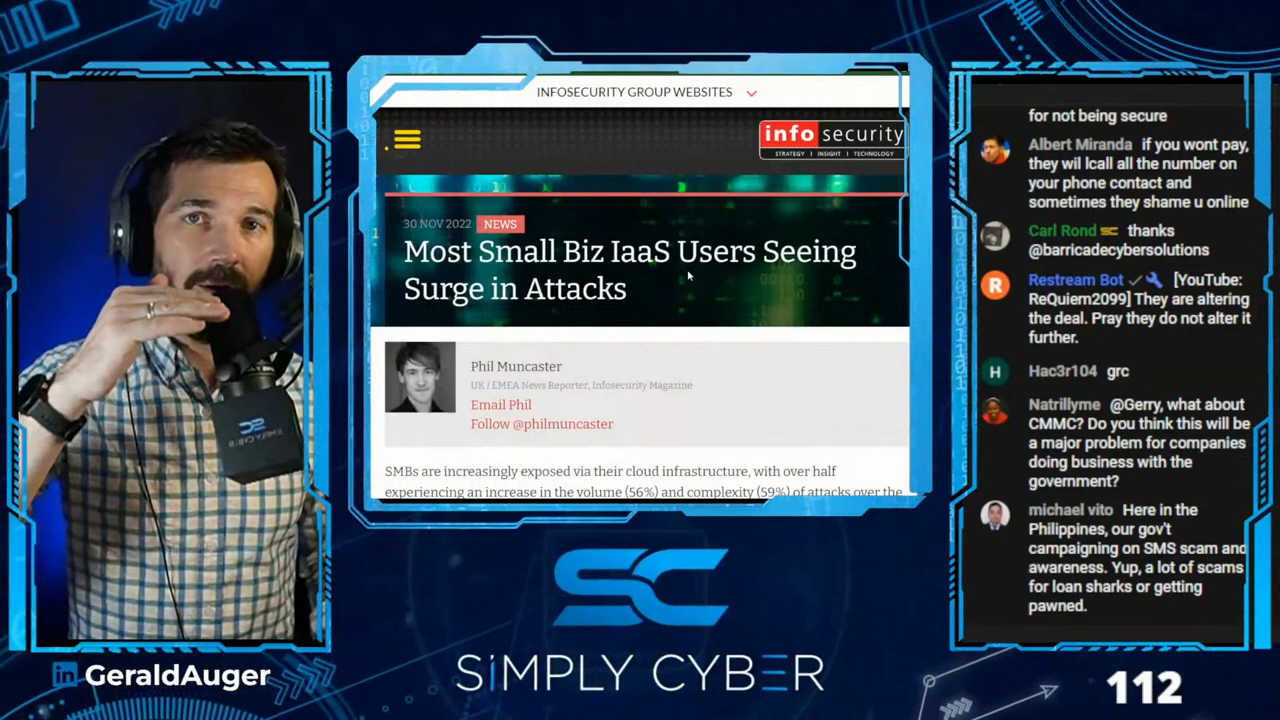 INFOSECURITY GROUP WEBSITES
info security
STRATEGY | INSIGHT | TECHNOLOGY
30 NOV 2022 NEWS
Most Small Biz IaaS Users Seeing
Surge in Attacks
Phil Muncaster
UK / EMEA News Reporter, Infosecurity Magazine
Email Phil
Follow @philmuncaster
SMBs are increasingly exposed via their cloud infrastructure, with over half
experiencing an increase in the volume (56%) and complexity (59%) of attacks over the
for not being secure
Albert Miranda if you wont pay,
they wil lcall all the number on
your phone contact and
sometimes they shame u online
Carl Rond SC thanks
@barricadecybersolutions
R
Restream Bot [YouTube:
ReQuiem2099] They are altering
the deal. Pray they do not alter it
further.
H
Hac3r104 grc
Natrillyme @Gerry, what about
CMMC? Do you think this will be
a major problem for companies
doing business with the
government?
michael vito Here in the
Philippines, our gov't
campaigning on SMS scam and
awareness. Yup, a lot of scams
for loan sharks or getting
pawned.
SC
SIMPLY CYBER
in GeraldAuger
SC
SIMPLY CYBER
112